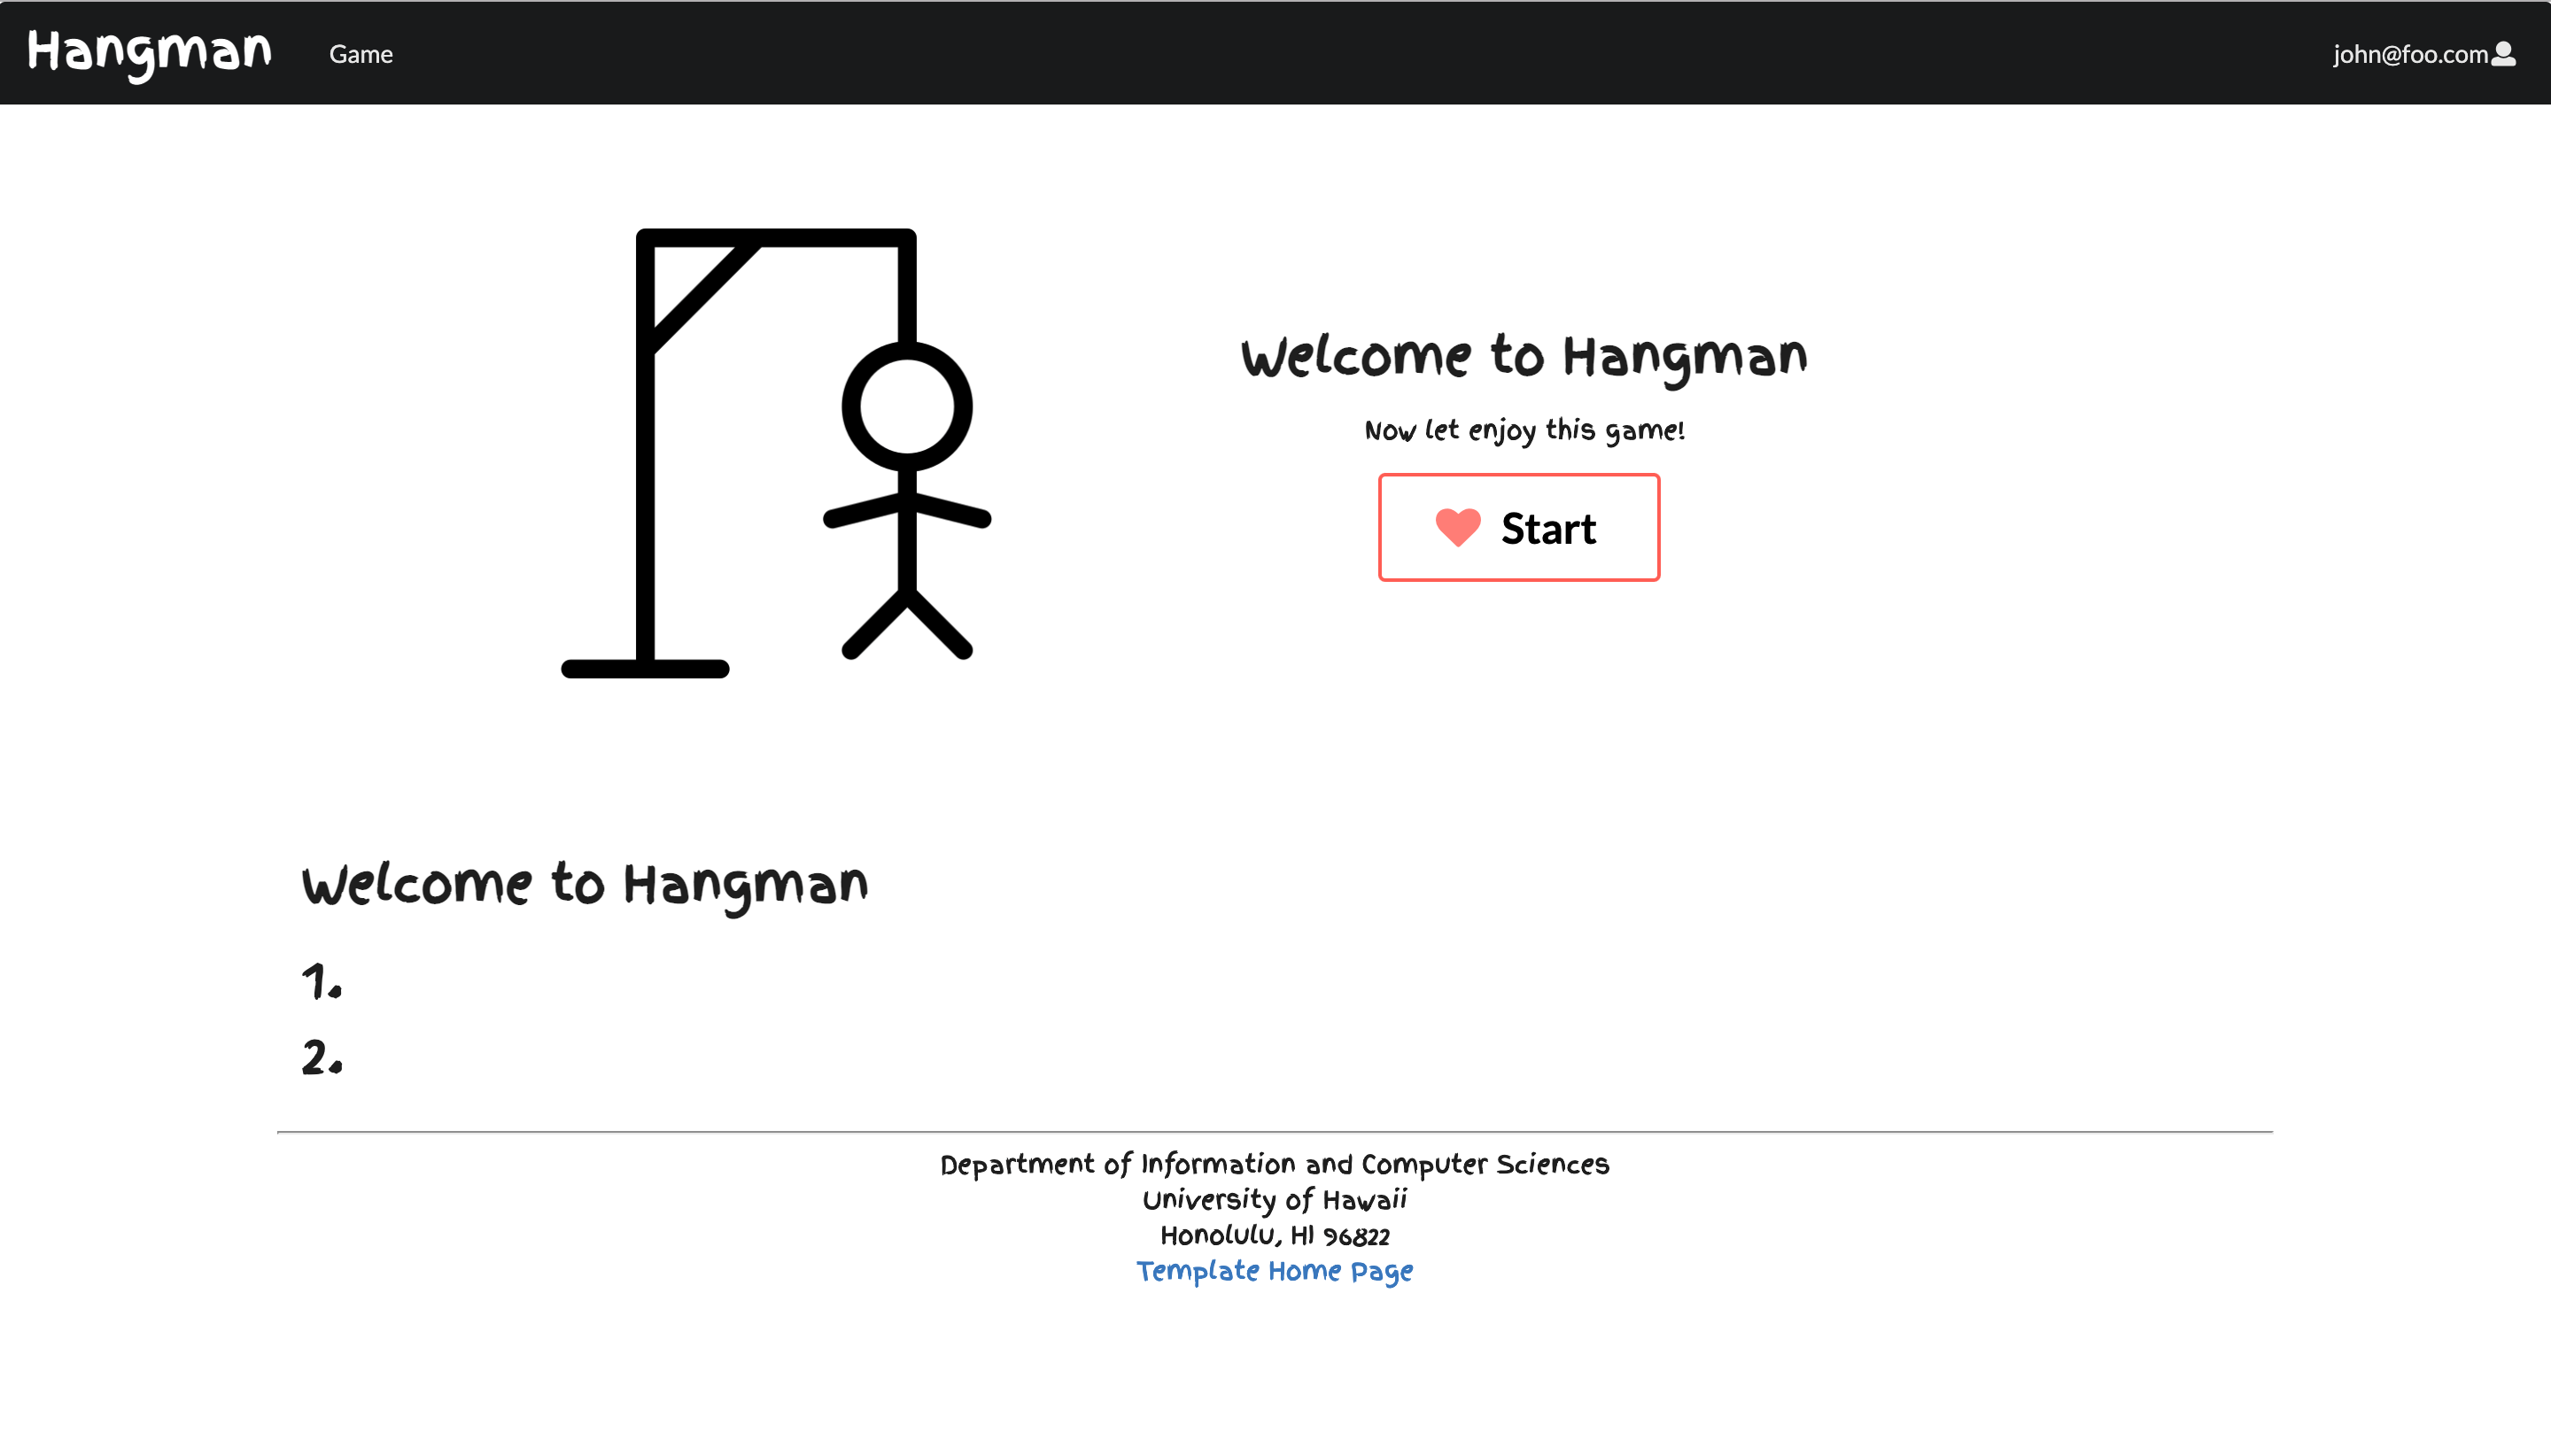 Hangman
Game
john@foo.com
Welcome to Hangman
Now let enjoy this game!
Start
Welcome to Hangman
1.
2.
Department of Information and Computer Sciences
University of Hawaii
Honolulu, HI 96822
Template Home Page